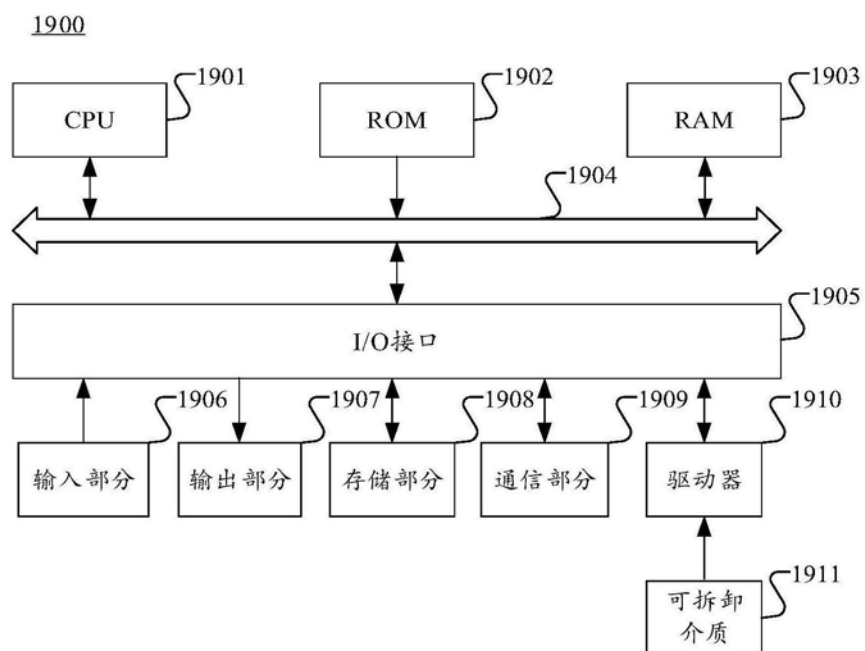 1900
1901
1902
1903
CPU
ROM
RAM
1904
1905
I/O接口
1906
1907
1908
1909
1910
输入部分
输出部分
存储部分
通信部分
驱动器
1911
可拆卸
介质